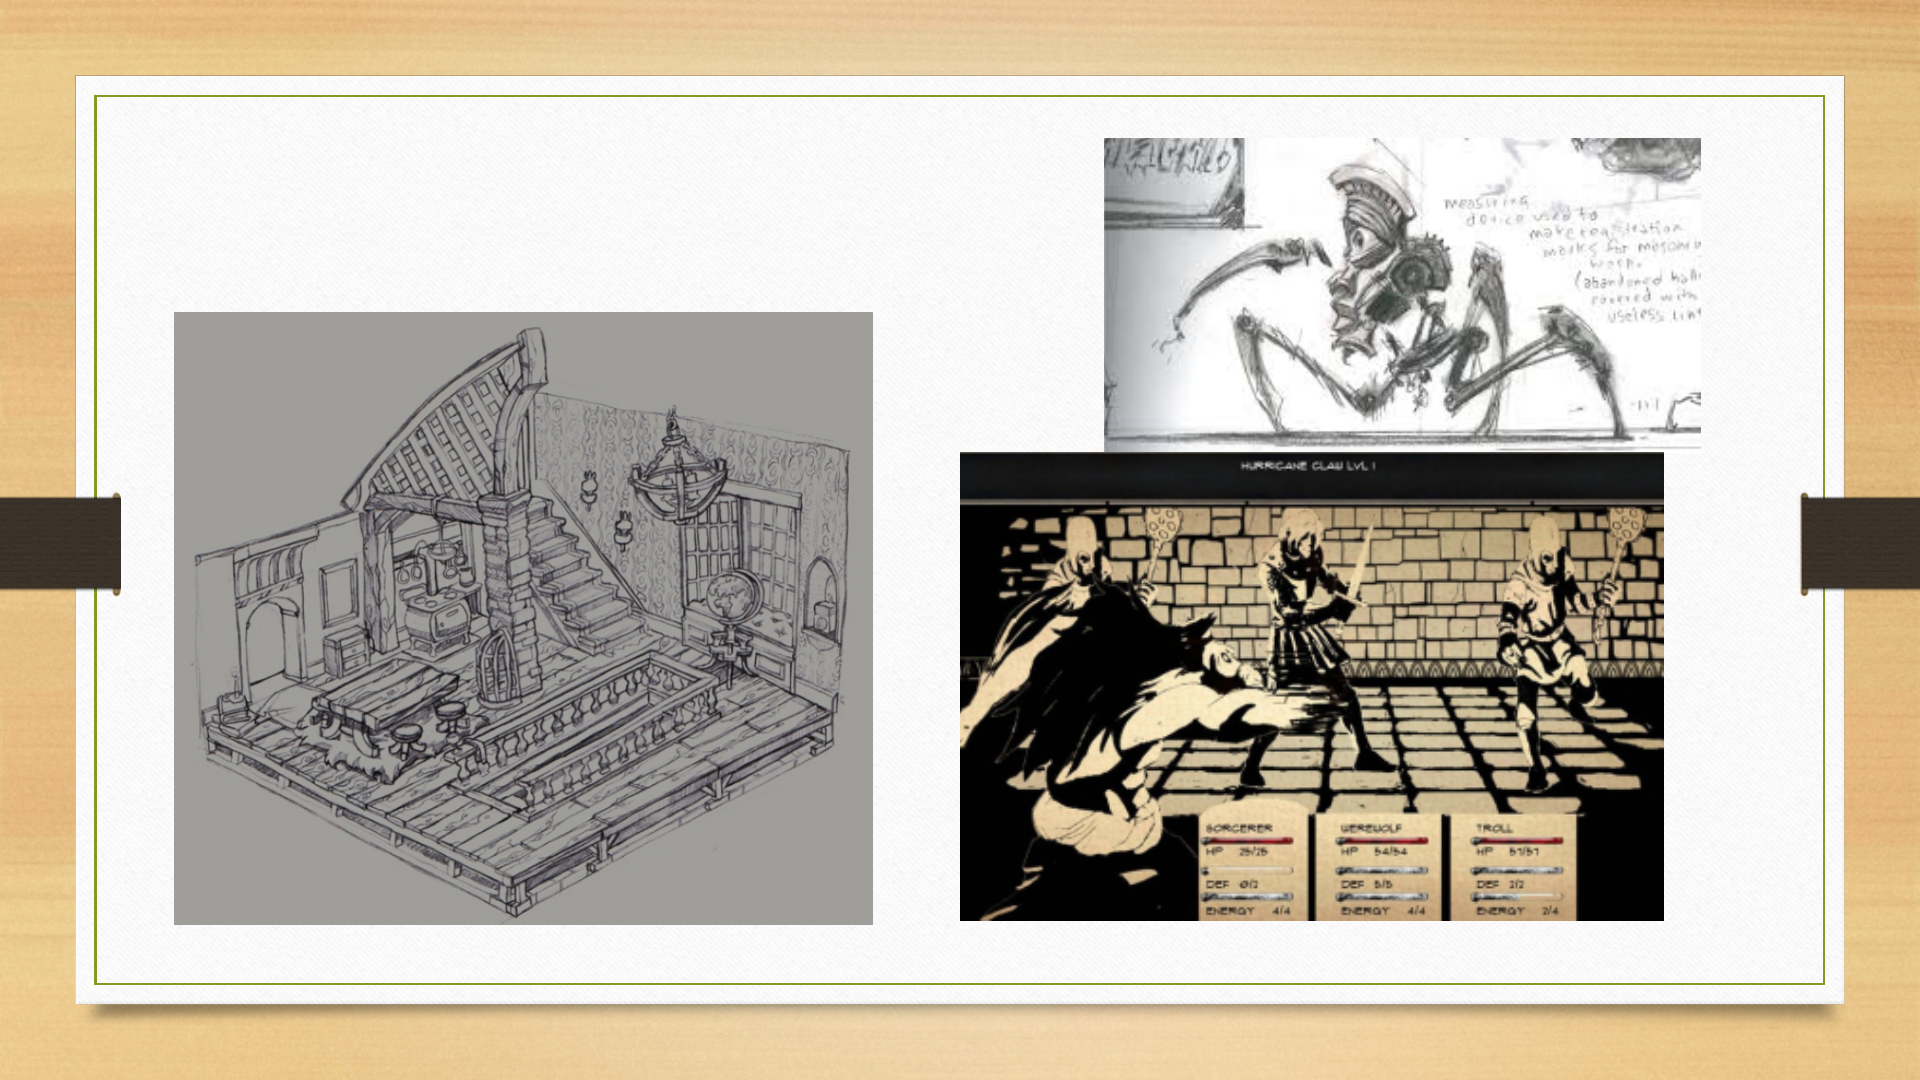 measuring
device used to
make registration
marks for masonry
work.
(abandoned hall
covered with
useless
HURRICANE CLAW LVL 1
SORCERER
HP 25/25
DEF 0/2
ENERGY 4/4
WEREWOLF
HP 54/54
DEF 5/5
ENERGY 4/4
TROLL
HP 57/57
DEF 2/2
ENERGY 2/4